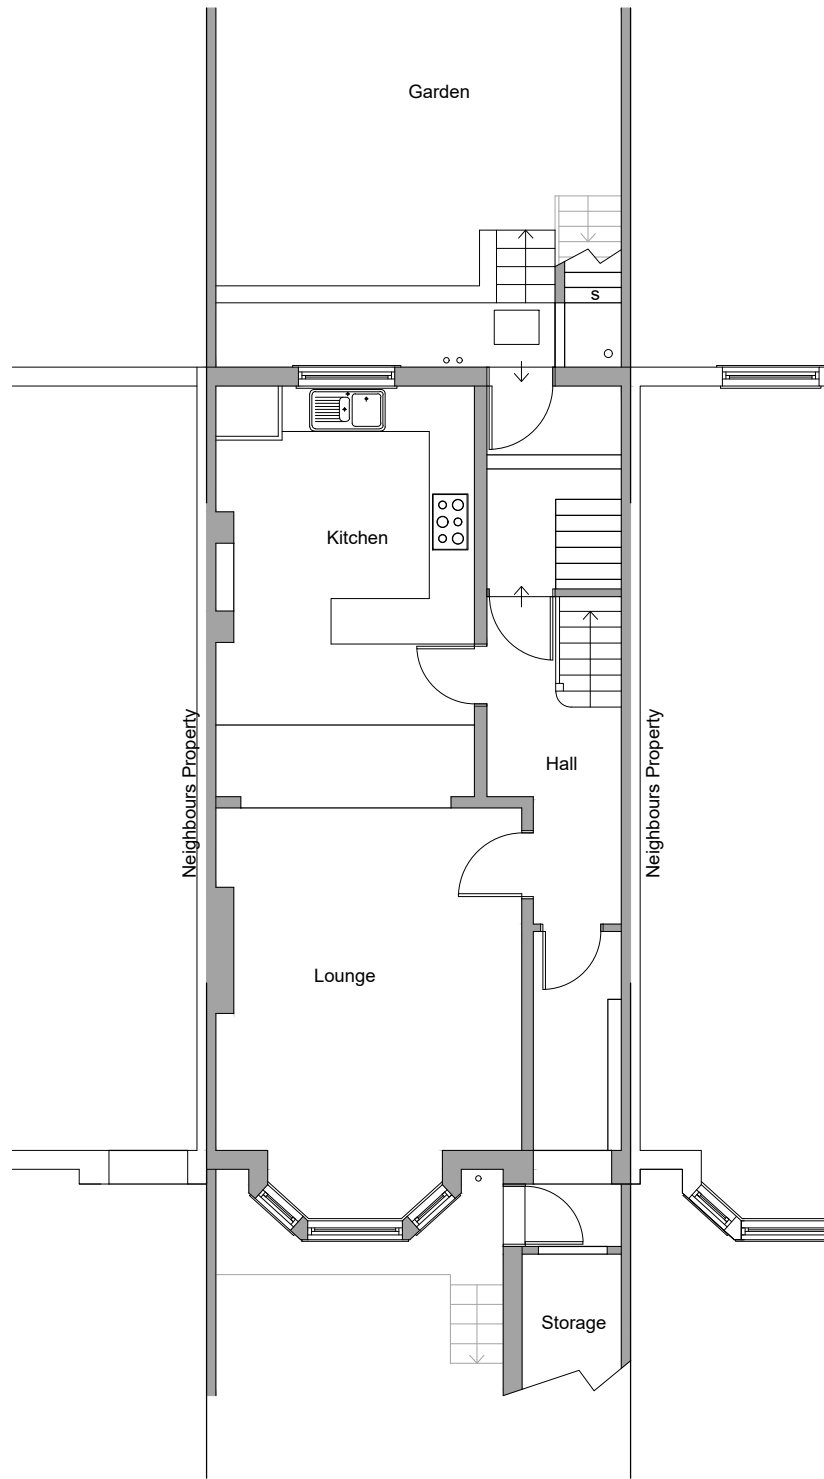 Garden
s
Kitchen
Neighbours Property
Neighbours Property
Hall
Lounge
Storage